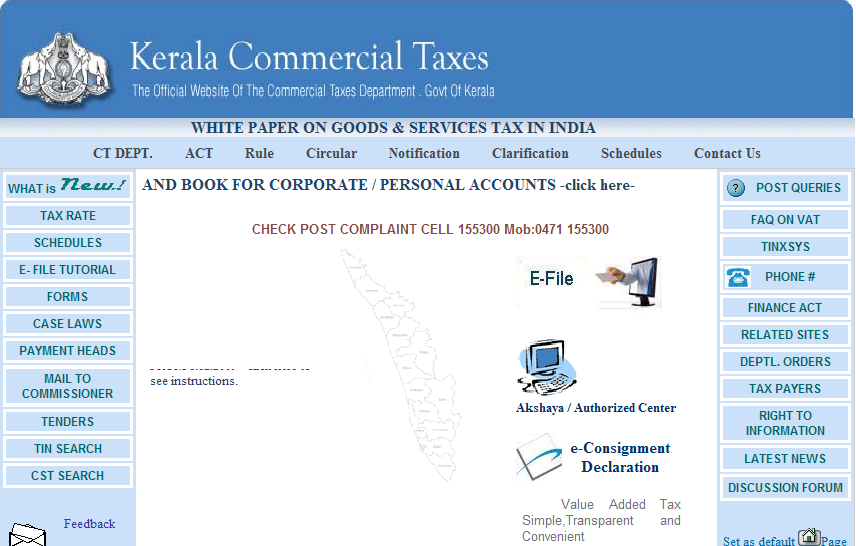 Kerala Commercial Taxes
The Official Website Of The Commercial Taxes Department . Govt Of Kerala
WHITE PAPER ON GOODS & SERVICES TAX IN INDIA
CT DEPT. ACT Rule Circular Notification Clarification Schedules Contact Us
WHAT is New!
TAX RATE
SCHEDULES
E- FILE TUTORIAL
FORMS
CASE LAWS
PAYMENT HEADS
MAIL TO
COMMISSIONER
TENDERS
TIN SEARCH
CST SEARCH
Feedback
AND BOOK FOR CORPORATE / PERSONAL ACCOUNTS -click here-
CHECK POST COMPLAINT CELL 155300 Mob:0471 155300
see instructions.
E-File
Akshaya / Authorized Center
e-Consignment
Declaration
Value Added Tax
Simple,Transparent and
Convenient
? POST QUERIES
FAQ ON VAT
TINXSYS
PHONE #
FINANCE ACT
RELATED SITES
DEPTL. ORDERS
TAX PAYERS
RIGHT TO
INFORMATION
LATEST NEWS
DISCUSSION FORUM
Set as default Page